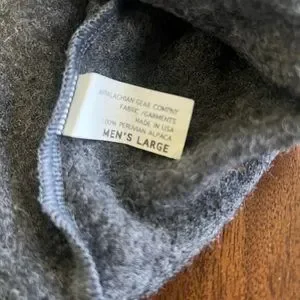 APPALACHIAN GEAR COMPANY
FABRIC /GARMENTS
MADE IN USA
100% PERUVIAN ALPACA
MEN'S LARGE